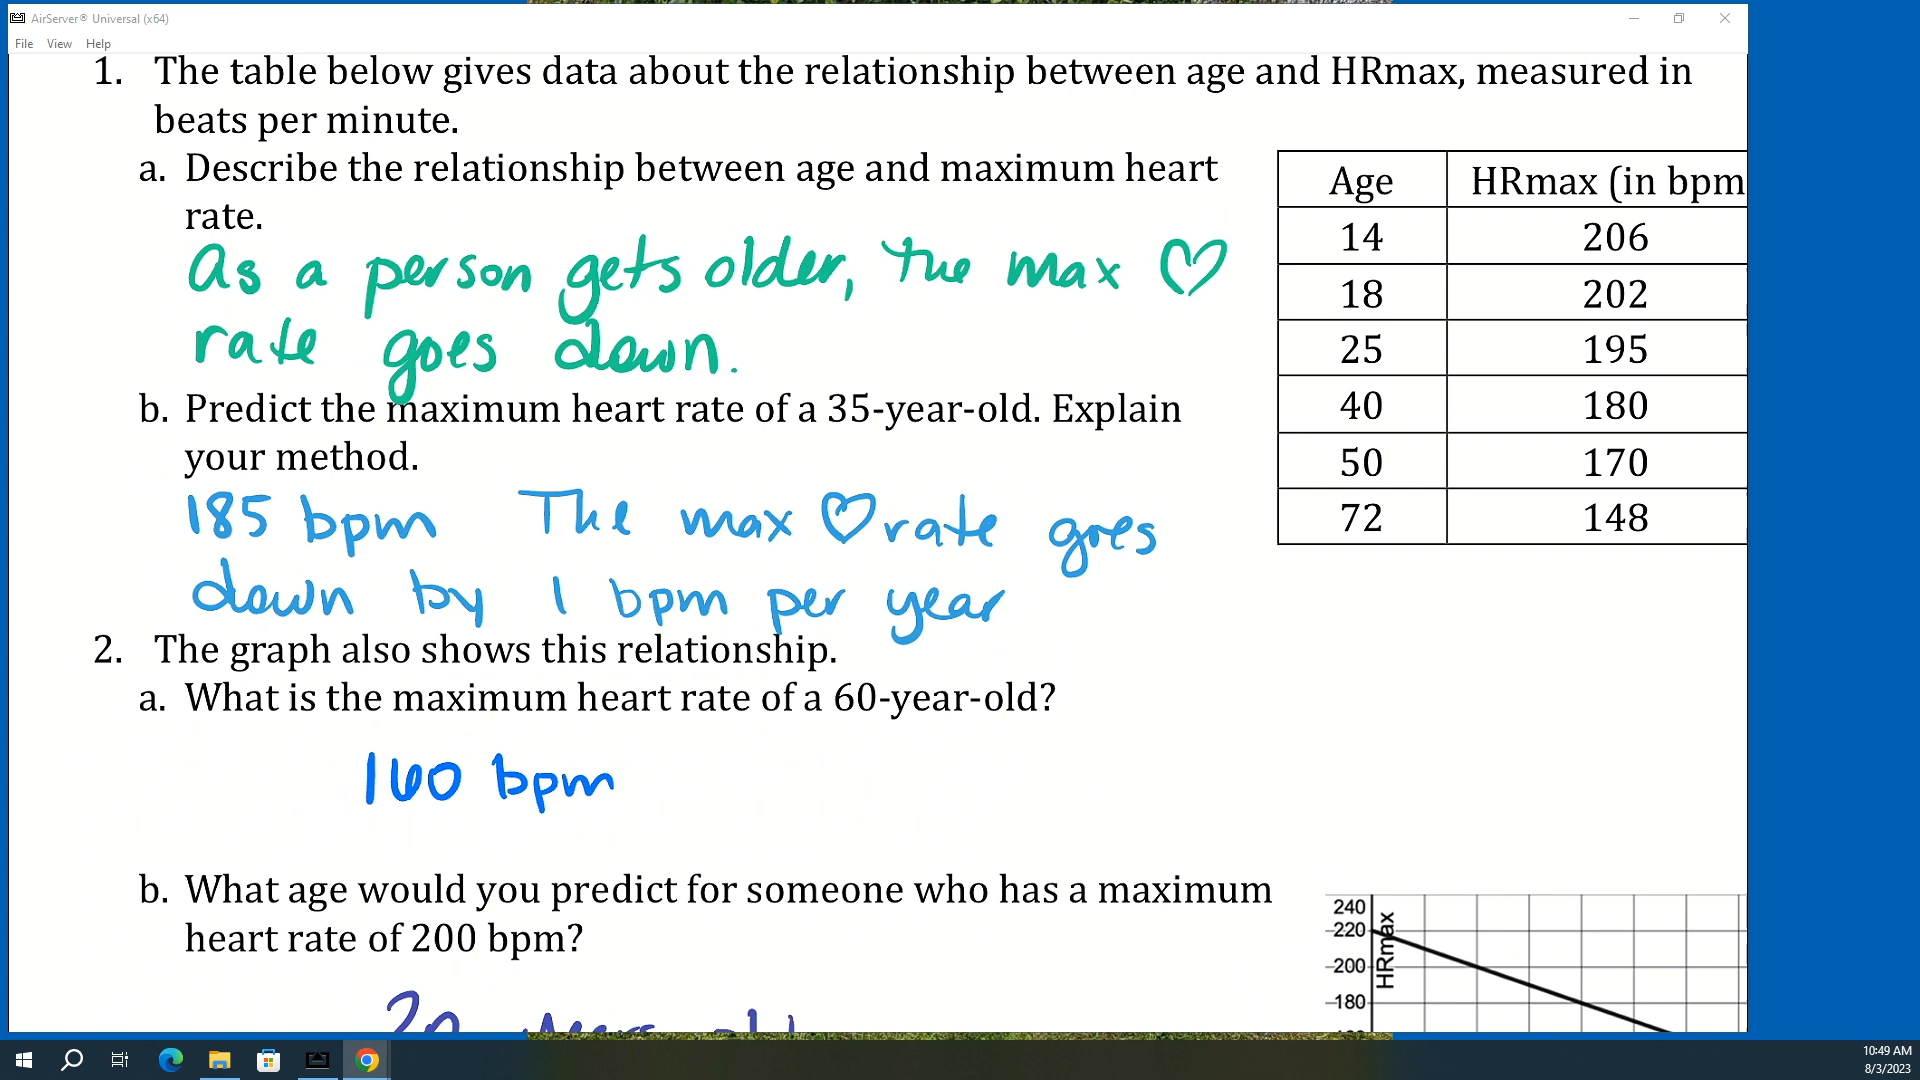 AirServer® Universal (x64)
File View Help
1. The table below gives data about the relationship between age and HRmax, measured in
beats per minute.
a. Describe the relationship between age and maximum heart
rate.
As a person gets older, the max ♡
rate goes down.
b. Predict the maximum heart rate of a 35-year-old. Explain
your method.
185 bpm The max ♡ rate goes
down by 1 bpm per year
Age HRmax (in bpm
14 206
18 202
25 195
40 180
50 170
72 148
2. The graph also shows this relationship.
a. What is the maximum heart rate of a 60-year-old?
160 bpm
b. What age would you predict for someone who has a maximum
heart rate of 200 bpm?
20 years old
240
220
200
180
HRmax
10:49 AM
8/3/2023